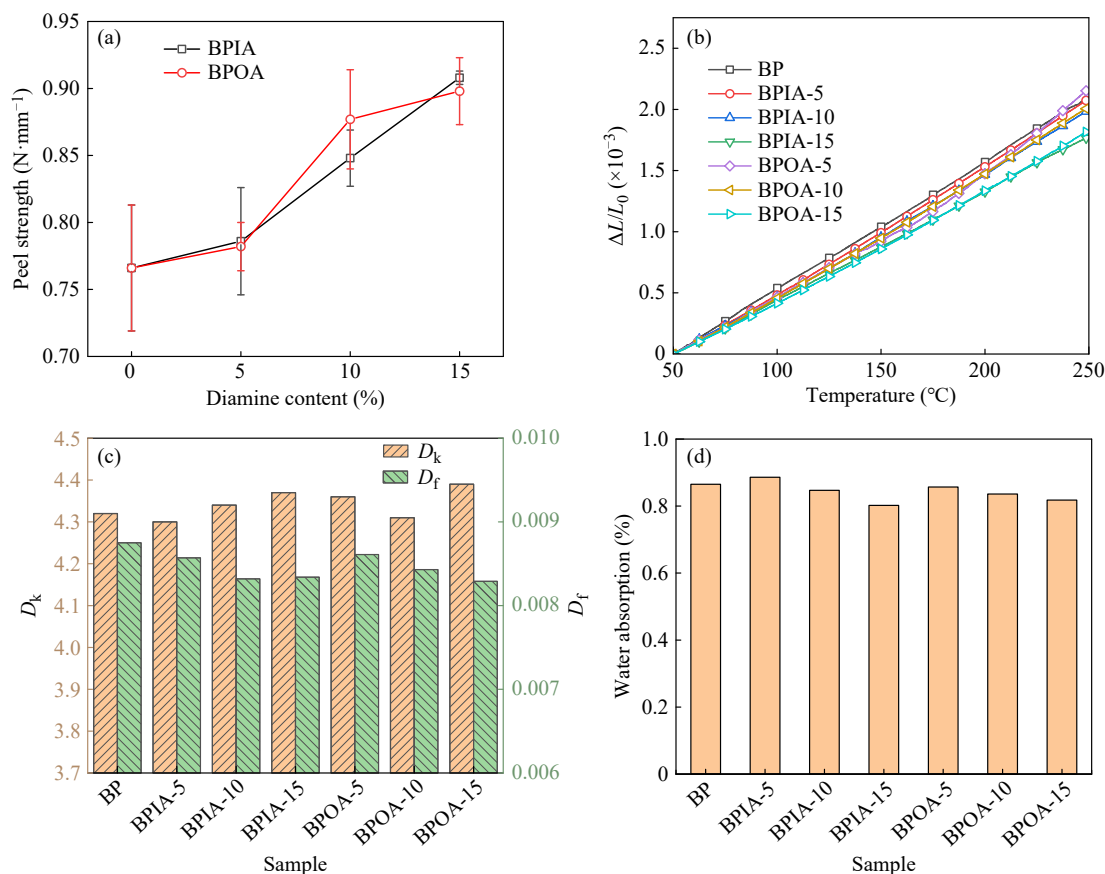 (a)
BPIA
BPOA
0.95
0.90
0.85
0.80
0.75
0.70
Peel strength (N·mm⁻¹)
0
5
10
15
Diamine content (%)
(b)
BP
BPIA-5
BPIA-10
BPIA-15
BPOA-5
BPOA-10
BPOA-15
2.5
2.0
1.5
1.0
0.5
0
ΔL/L₀ (×10⁻³)
50
100
150
200
250
Temperature (°C)
(c)
Dₖ
D_f
4.5
4.4
4.3
4.2
4.1
4.0
3.9
3.8
3.7
Dₖ
0.010
0.009
0.008
0.007
0.006
D_f
BP
BPIA-5
BPIA-10
BPIA-15
BPOA-5
BPOA-10
BPOA-15
Sample
(d)
1.0
0.8
0.6
0.4
0.2
0
Water absorption (%)
BP
BPIA-5
BPIA-10
BPIA-15
BPOA-5
BPOA-10
BPOA-15
Sample